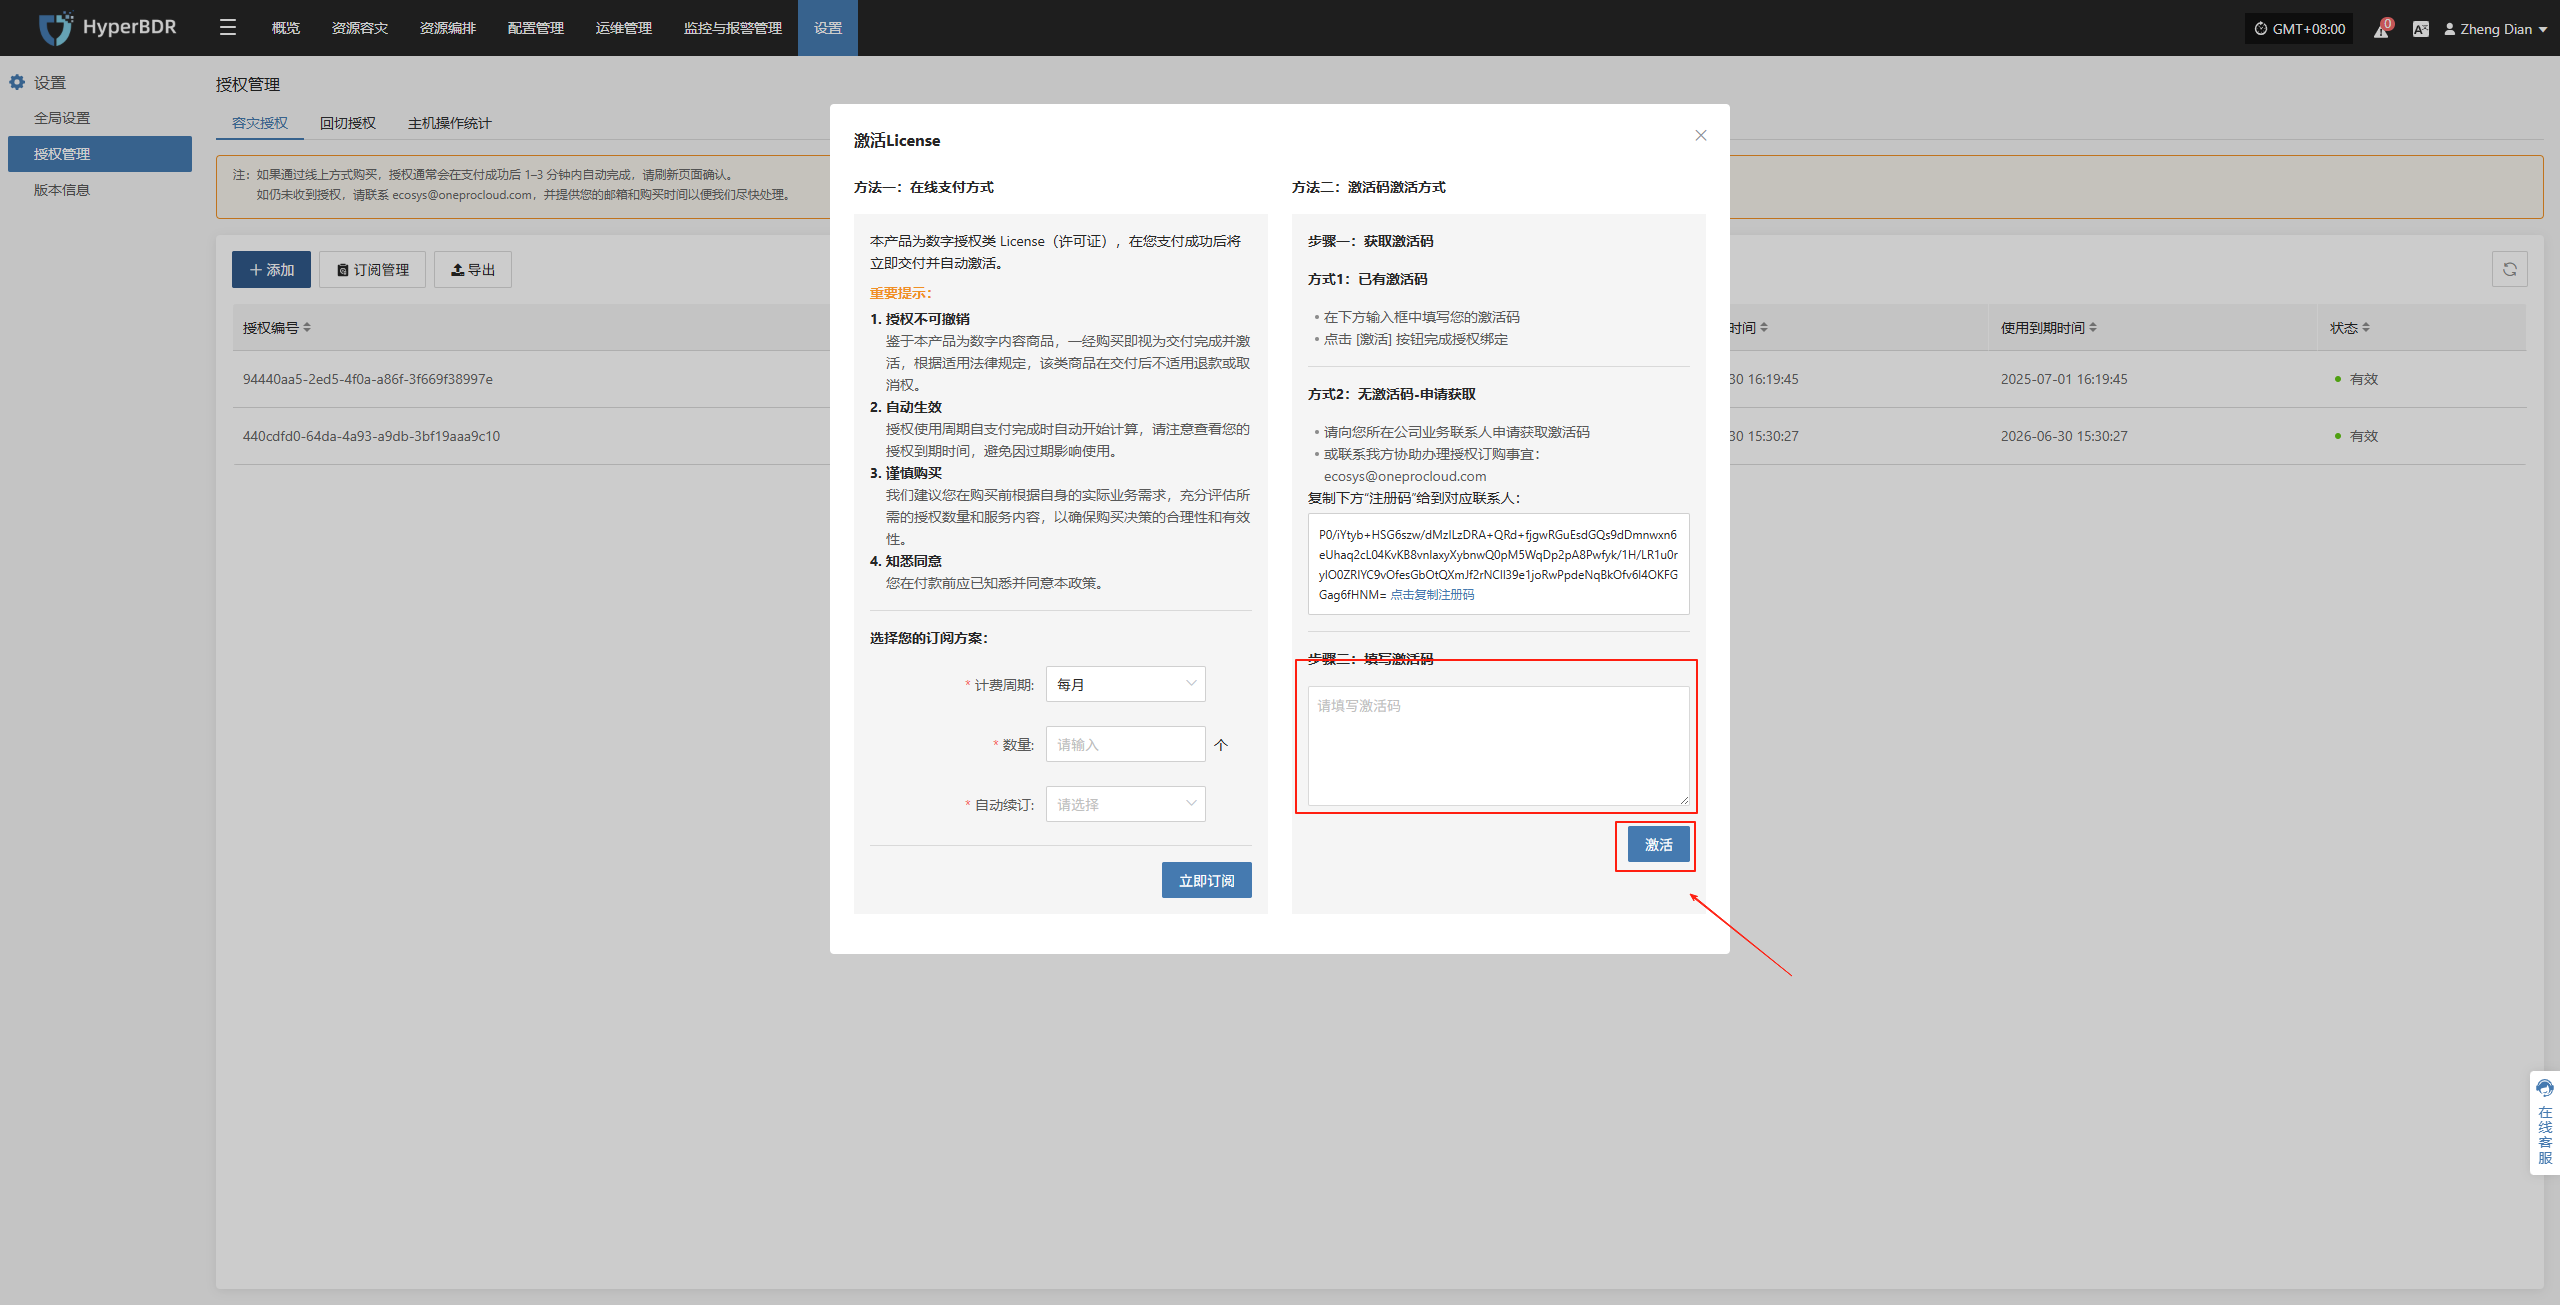 HyperBDR
概览
资源容灾
资源编排
配置管理
运维管理
监控与报警管理
设置
GMT+08:00
0
Zheng Dian
设置
全局设置
授权管理
版本信息
授权管理
容灾授权
回切授权
主机操作统计
注：如果通过线上方式购买，授权通常会在支付成功后 1–3 分钟内自动完成，请刷新页面确认。
如仍未收到授权，请联系 ecosys@oneprocloud.com，并提供您的邮箱和购买时间以便我们尽快处理。
添加
订阅管理
导出
授权编号
时间
使用到期时间
状态
94440aa5-2ed5-4f0a-a86f-3f669f38997e
30 16:19:45
2025-07-01 16:19:45
有效
440cdfd0-64da-4a93-a9db-3bf19aaa9c10
30 15:30:27
2026-06-30 15:30:27
有效
激活License
方法一：在线支付方式
本产品为数字授权类 License（许可证），在您支付成功后将
立即交付并自动激活。
重要提示：
1. 授权不可撤销
鉴于本产品为数字内容商品，一经购买即视为交付完成并激
活，根据适用法律规定，该类商品在交付后不适用退款或取
消权。
2. 自动生效
授权使用周期自支付完成时自动开始计算，请注意查看您的
授权到期时间，避免因过期影响使用。
3. 谨慎购买
我们建议您在购买前根据自身的实际业务需求，充分评估所
需的授权数量和服务内容，以确保购买决策的合理性和有效
性。
4. 知悉同意
您在付款前应已知悉并同意本政策。
选择您的订阅方案：
* 计费周期: 每月
* 数量: 请输入 个
* 自动续订: 请选择
立即订阅
方法二：激活码激活方式
步骤一：获取激活码
方式1：已有激活码
• 在下方输入框中填写您的激活码
• 点击 [激活] 按钮完成授权绑定
方式2：无激活码-申请获取
• 请向您所在公司业务联系人申请获取激活码
• 或联系我方协助办理授权订购事宜：
ecosys@oneprocloud.com
复制下方“注册码”给到对应联系人：
P0/iYtyb+HSG6szw/dMzILzDRA+QRd+fjgwRGuEsdGQs9dDmnwxn6
eUhaq2cL04KvKB8vnIaxyXybnwQ0pM5WqDp2pA8Pwfyk/1H/LR1u0r
ylO0ZRIYC9vOfesGbOtQXmJf2rNCII39e1joRwPpdeNqBkOfv6I4OKFG
Gag6fHNM= 点击复制注册码
步骤二：填写激活码
请填写激活码
激活
在线客服